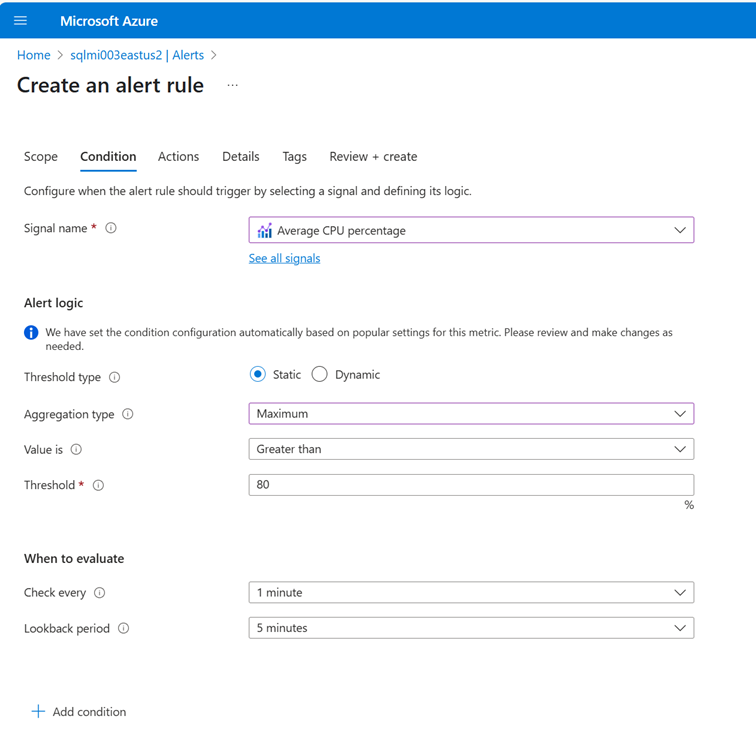 Microsoft Azure
Home > sqlmi003eastus2 | Alerts >
Create an alert rule ...
Scope Condition Actions Details Tags Review + create
Configure when the alert rule should trigger by selecting a signal and defining its logic.
Signal name * Average CPU percentage
See all signals
Alert logic
We have set the condition configuration automatically based on popular settings for this metric. Please review and make changes as
needed.
Threshold type Static Dynamic
Aggregation type Maximum
Value is Greater than
Threshold * 80
%
When to evaluate
Check every 1 minute
Lookback period 5 minutes
+ Add condition